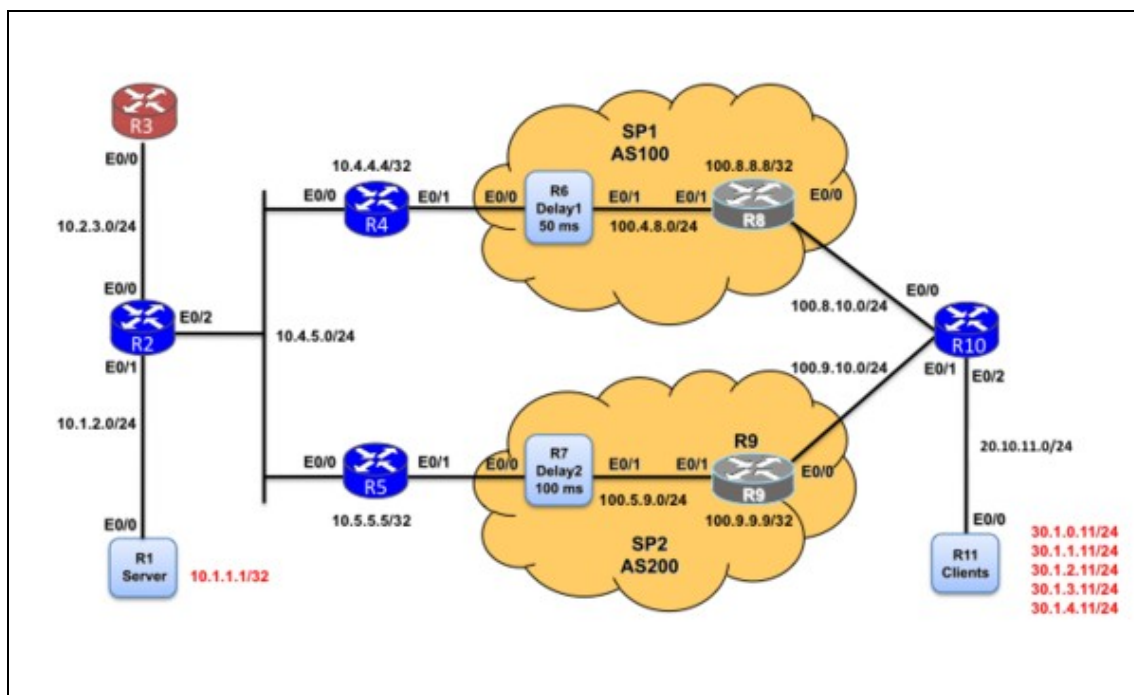 R3
E0/0
10.2.3.0/24
E0/0
R2
E0/2
E0/1
10.1.2.0/24
E0/0
R1
Server
10.1.1.1/32
10.4.5.0/24
10.4.4.4/32
E0/0
R4
E0/1
E0/0
R5
E0/1
10.5.5.5/32
SP1
AS100
E0/0
R6
Delay1
50 ms
E0/1
100.4.8.0/24
E0/1
100.8.8.8/32
R8
E0/0
100.8.10.0/24
E0/0
R10
100.9.10.0/24
E0/1
E0/2
E0/0
R7
Delay2
100 ms
E0/1
100.5.9.0/24
E0/1
R9
R9
E0/0
100.9.9.9/32
SP2
AS200
20.10.11.0/24
E0/0
R11
Clients
30.1.0.11/24
30.1.1.11/24
30.1.2.11/24
30.1.3.11/24
30.1.4.11/24